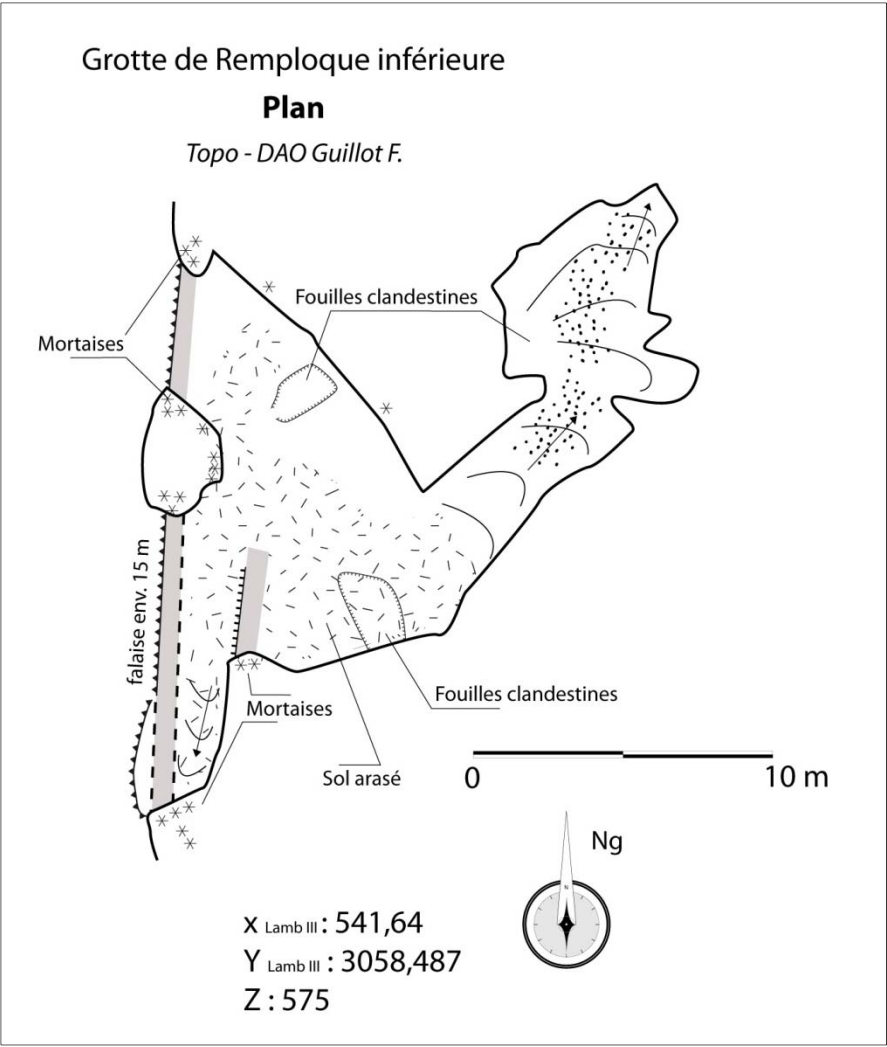 Grotte de Remploque inférieure
Plan
Topo - DAO Guillot F.
Fouilles clandestines
Mortaises
falaise env. 15 m
Fouilles clandestines
Mortaises
Sol arasé
0
10 m
Ng
N
x Lamb III : 541,64
Y Lamb III : 3058,487
Z : 575